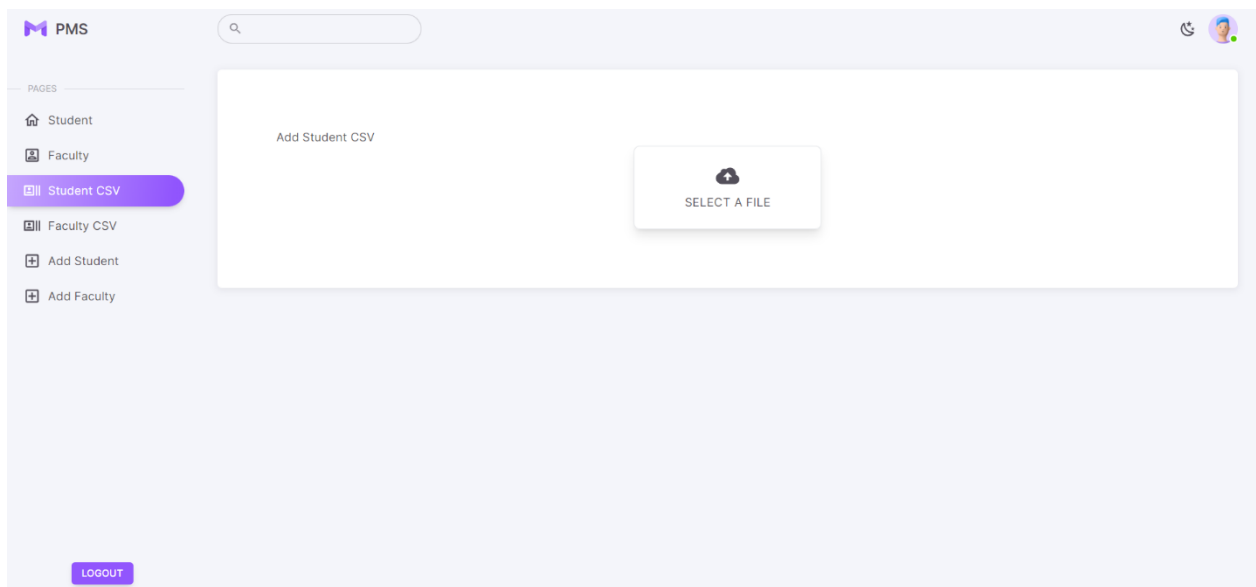 PMS
PAGES
Student
Faculty
Student CSV
Faculty CSV
Add Student
Add Faculty
LOGOUT
Add Student CSV
SELECT A FILE